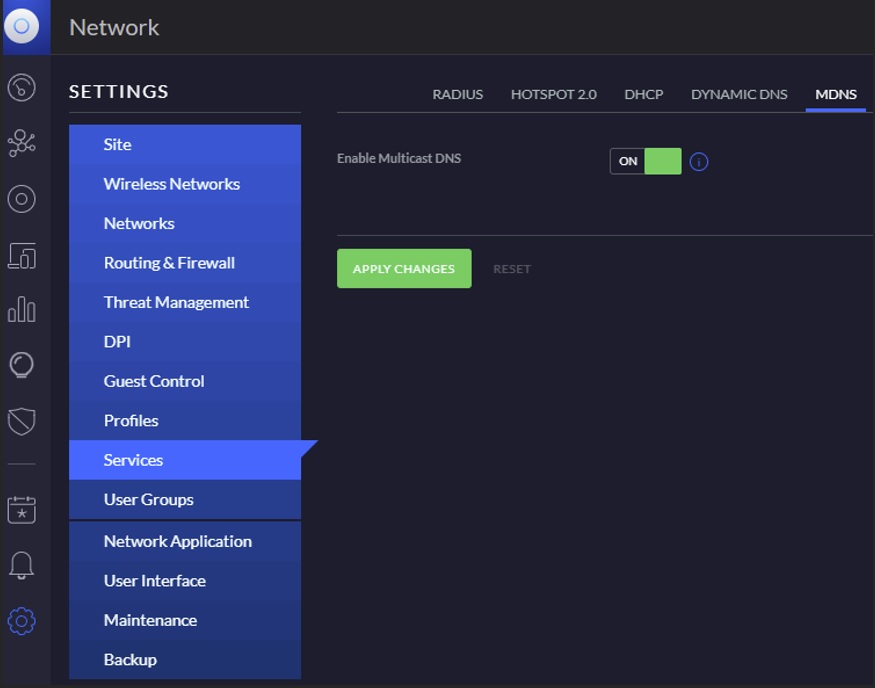 Network
SETTINGS
RADIUS HOTSPOT 2.0 DHCP DYNAMIC DNS MDNS
Site
Wireless Networks
Networks
Routing & Firewall
Threat Management
DPI
Guest Control
Profiles
Services
User Groups
Network Application
User Interface
Maintenance
Backup
Enable Multicast DNS ON i
APPLY CHANGES RESET